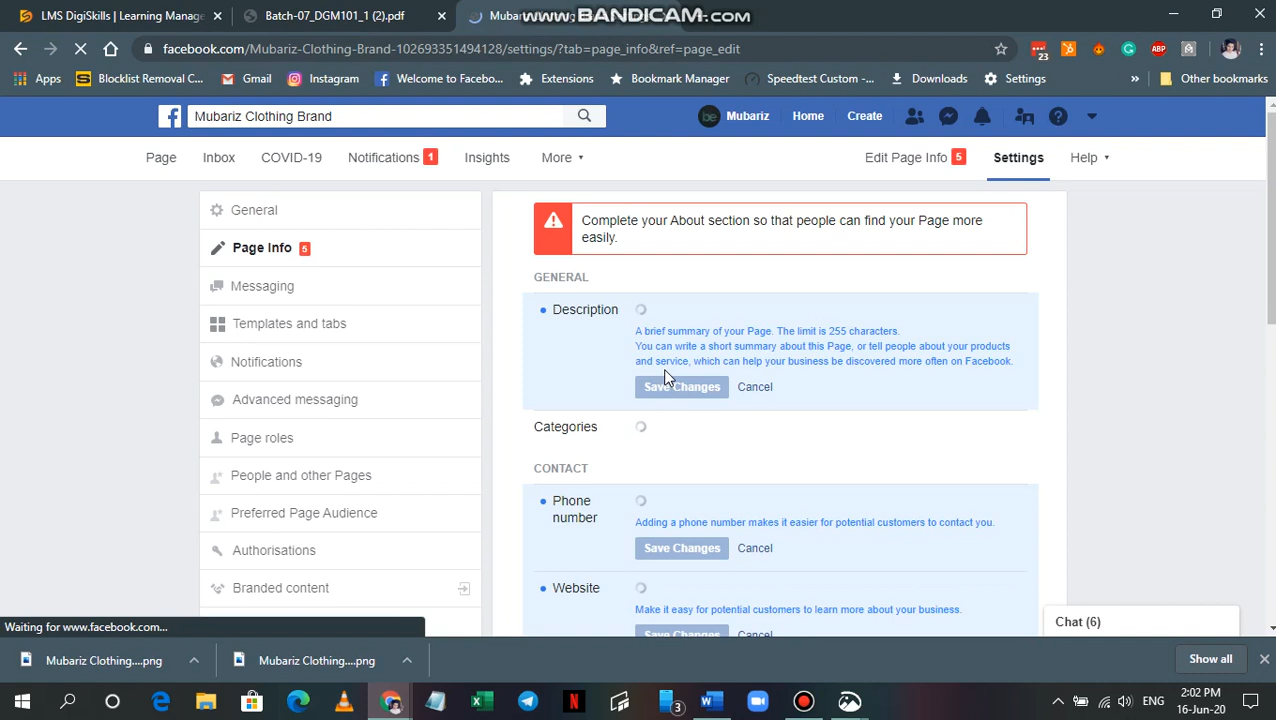 LMS DigiSkills | Learning Manage
Batch-07_DGM101_1 (2).pdf
Mubariz Clothing
www.BANDICAM.com
facebook.com/Mubariz-Clothing-Brand-102693351494128/settings/?tab=page_info&ref=page_edit
23
ABP
Apps
Blocklist Removal C...
Gmail
Instagram
Welcome to Facebo...
Extensions
Bookmark Manager
Speedtest Custom -...
Downloads
Settings
»
Other bookmarks
Mubariz Clothing Brand
be
Mubariz
Home
Create
Page
Inbox
COVID-19
Notifications 1
Insights
More
Edit Page Info 5
Settings
Help
General
Page Info 5
Messaging
Templates and tabs
Notifications
Advanced messaging
Page roles
People and other Pages
Preferred Page Audience
Authorisations
Branded content
Complete your About section so that people can find your Page more
easily.
GENERAL
Description
A brief summary of your Page. The limit is 255 characters.
You can write a short summary about this Page, or tell people about your products
and service, which can help your business be discovered more often on Facebook.
Save Changes
Cancel
Categories
CONTACT
Phone
number
Adding a phone number makes it easier for potential customers to contact you.
Save Changes
Cancel
Website
Make it easy for potential customers to learn more about your business.
Save Changes
Cancel
Chat (6)
Waiting for www.facebook.com...
Mubariz Clothing....png
Mubariz Clothing....png
Show all
3
ENG
2:02 PM
16-Jun-20